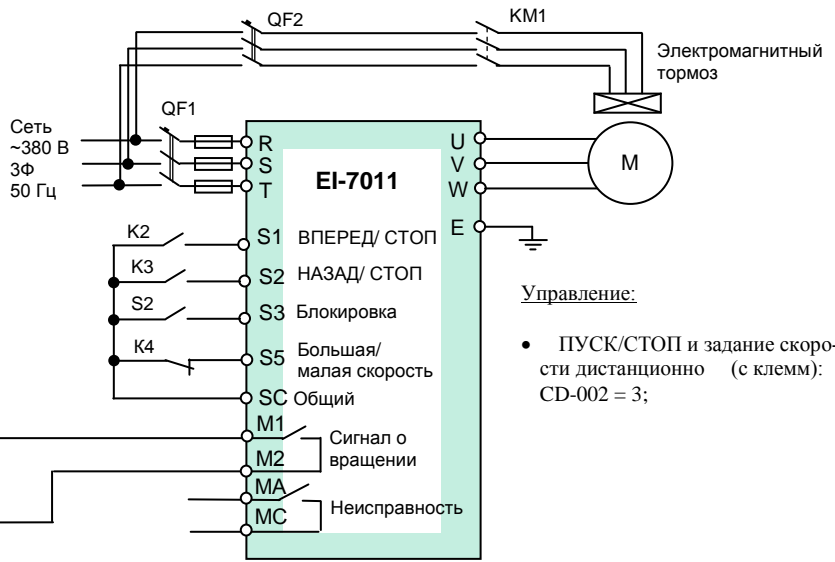 QF2
KM1
Электромагнитный
тормоз
QF1
Сеть
~380 В
3Ф
50 Гц
R
S
T
EI-7011
U
V
W
E
M
K2
S1 ВПЕРЕД/ СТОП
K3
S2 НАЗАД/ СТОП
S2
S3 Блокировка
К4
S5 Большая/
малая скорость
SC Общий
M1
Сигнал о
M2
вращении
MA
Неисправность
MC
Управление:
• ПУСК/СТОП и задание скоро-
сти дистанционно (с клемм):
CD-002 = 3;